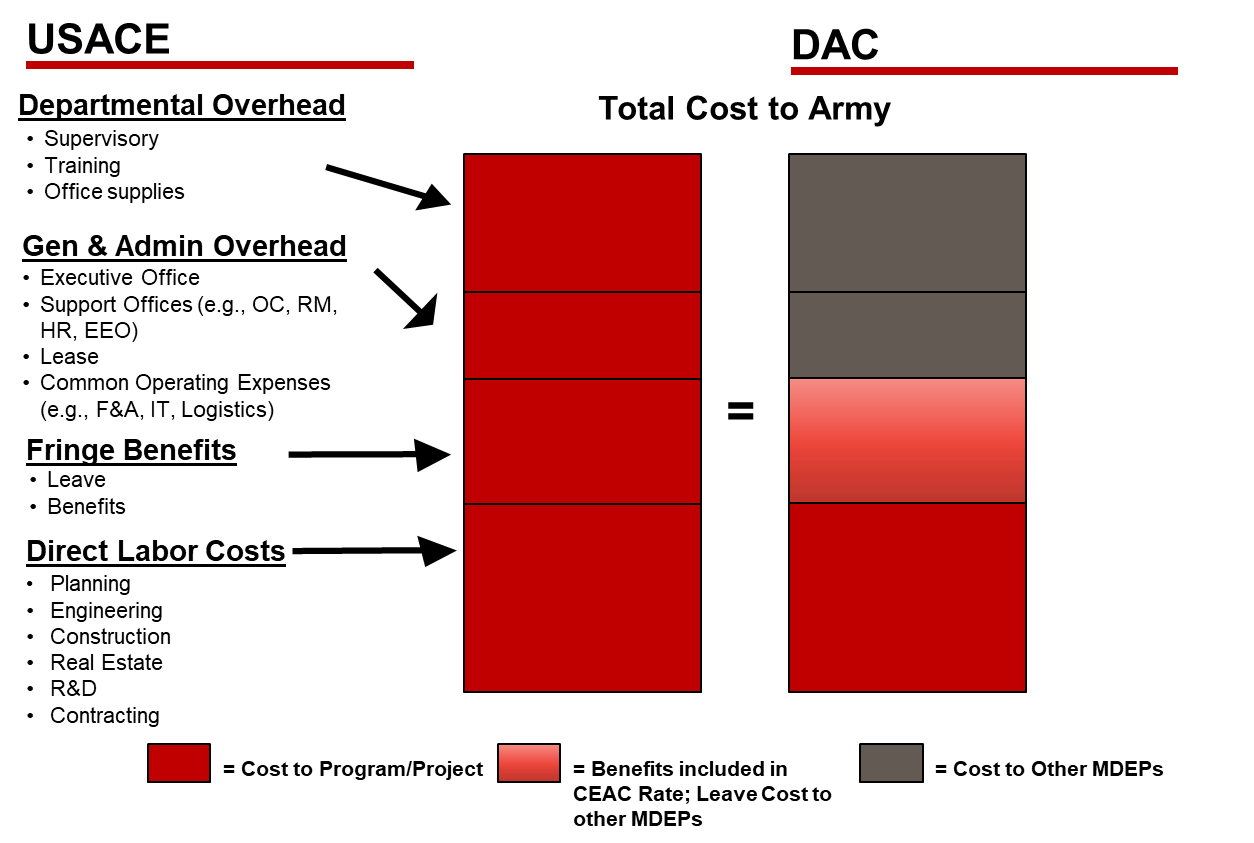 USACE
DAC
Total Cost to Army
Departmental Overhead
• Supervisory
• Training
• Office supplies
Gen & Admin Overhead
• Executive Office
• Support Offices (e.g., OC, RM,
HR, EEO)
• Lease
• Common Operating Expenses
(e.g., F&A, IT, Logistics)
Fringe Benefits
• Leave
• Benefits
Direct Labor Costs
• Planning
• Engineering
• Construction
• Real Estate
• R&D
• Contracting
=
= Cost to Program/Project
= Benefits included in
CEAC Rate; Leave Cost to
other MDEPs
= Cost to Other MDEPs